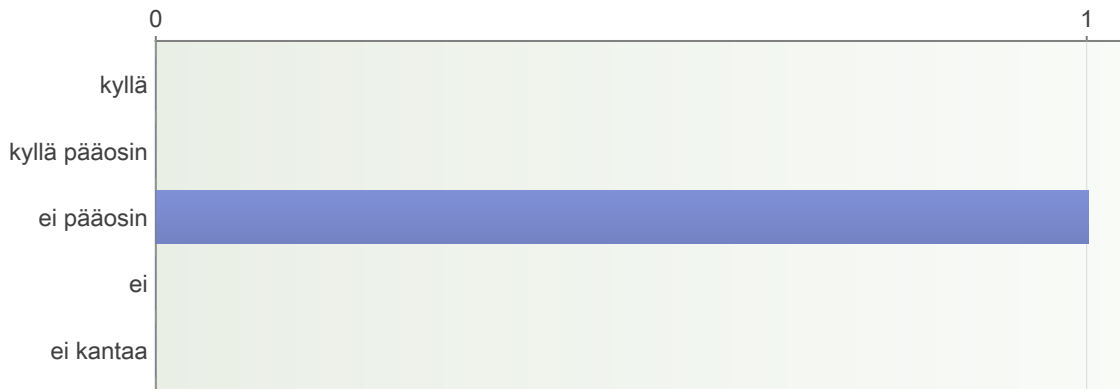 0 1
kyllä
kyllä pääosin
ei pääosin
ei
ei kantaa